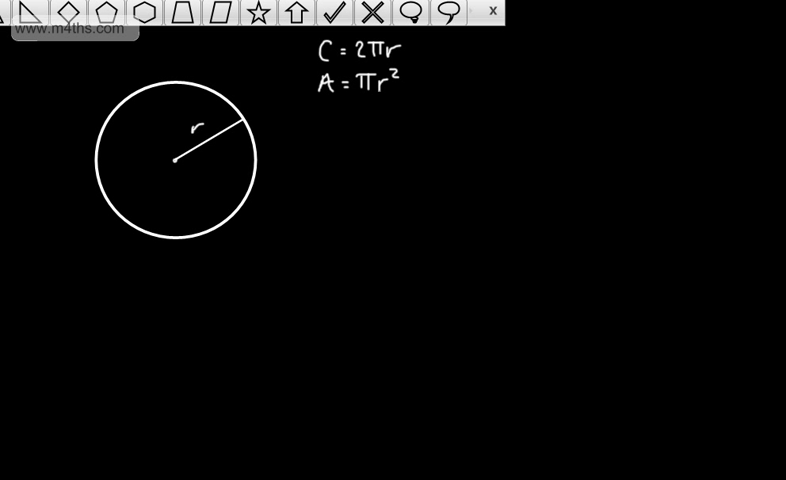 www.m4ths.com
x
C = 2πr
A = πr²
r